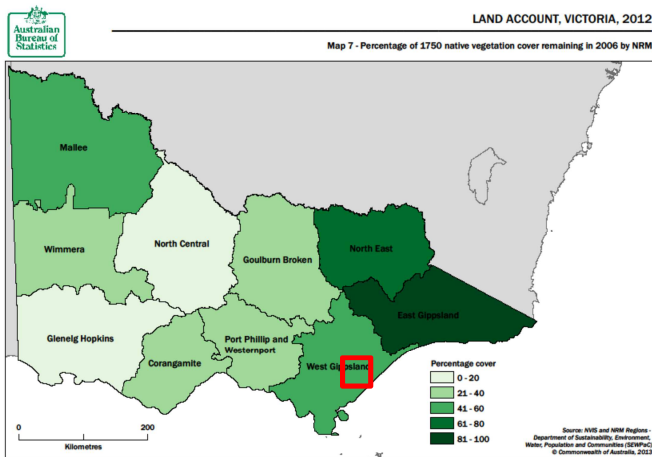 Australian
Bureau of
Statistics
LAND ACCOUNT, VICTORIA, 2012
Map 7 - Percentage of 1750 native vegetation cover remaining in 2006 by NRM
Mallee
Wimmera
North Central
Goulburn Broken
North East
East Gippsland
Glenelg Hopkins
Corangamite
Port Phillip and
Westernport
West Gippsland
Percentage cover
0 - 20
21 - 40
41 - 60
61 - 80
81 - 100
0 200
Kilometres
Source: NVIS and NRM Regions -
Department of Sustainability, Environment,
Water, Population and Communities (SEWPaC)
© Commonwealth of Australia, 2013